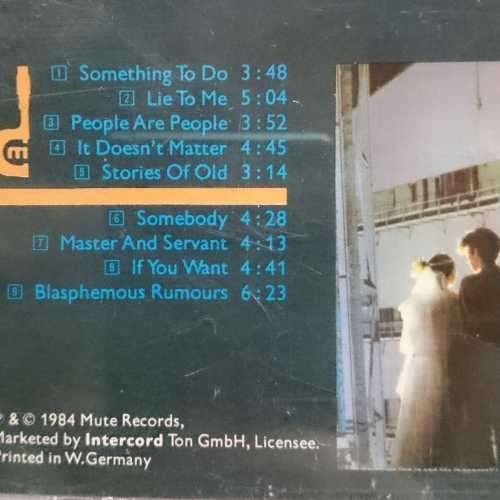 1 Something To Do 3:48
2 Lie To Me 5:04
3 People Are People 3:52
4 It Doesn't Matter 4:45
5 Stories Of Old 3:14
6 Somebody 4:28
7 Master And Servant 4:13
8 If You Want 4:41
9 Blasphemous Rumours 6:23
& © 1984 Mute Records,
arketed by Intercord Ton GmbH, Licensee.
rinted in W.Germany